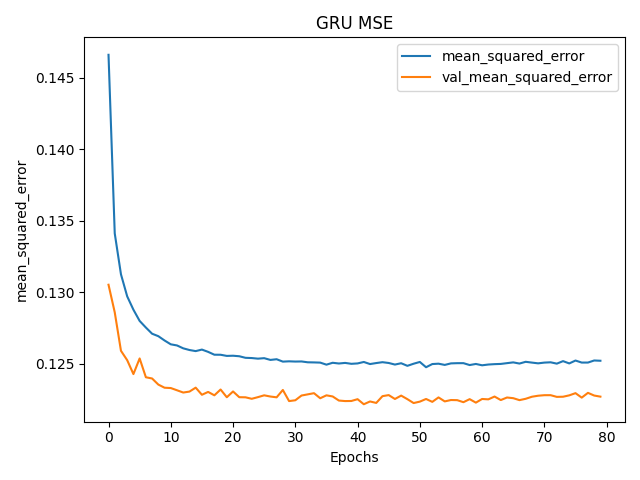 GRU MSE
mean_squared_error
val_mean_squared_error
mean_squared_error
0.145
0.140
0.135
0.130
0.125
0 10 20 30 40 50 60 70 80
Epochs